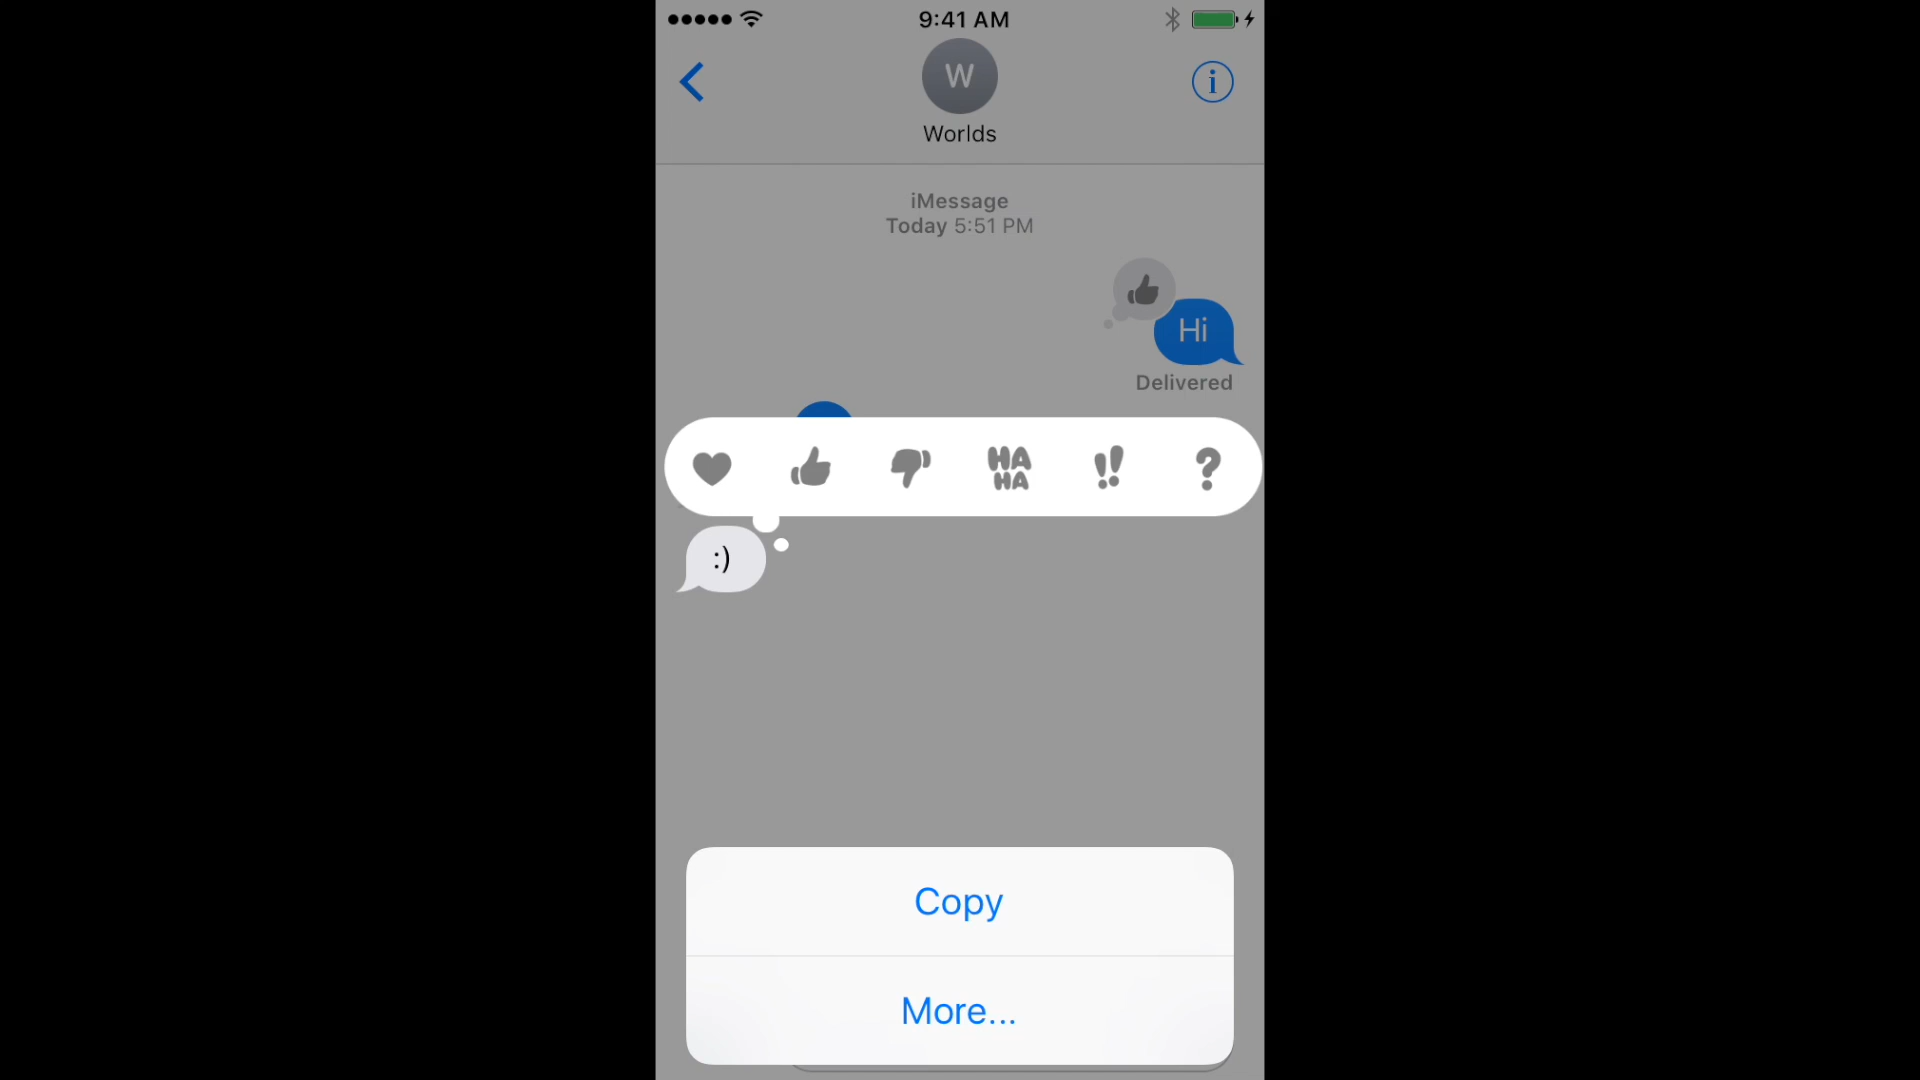 9:41 AM
W
Worlds
iMessage
Today 5:51 PM
Hi
Delivered
HA
HA
!!
?
:)
Copy
More...